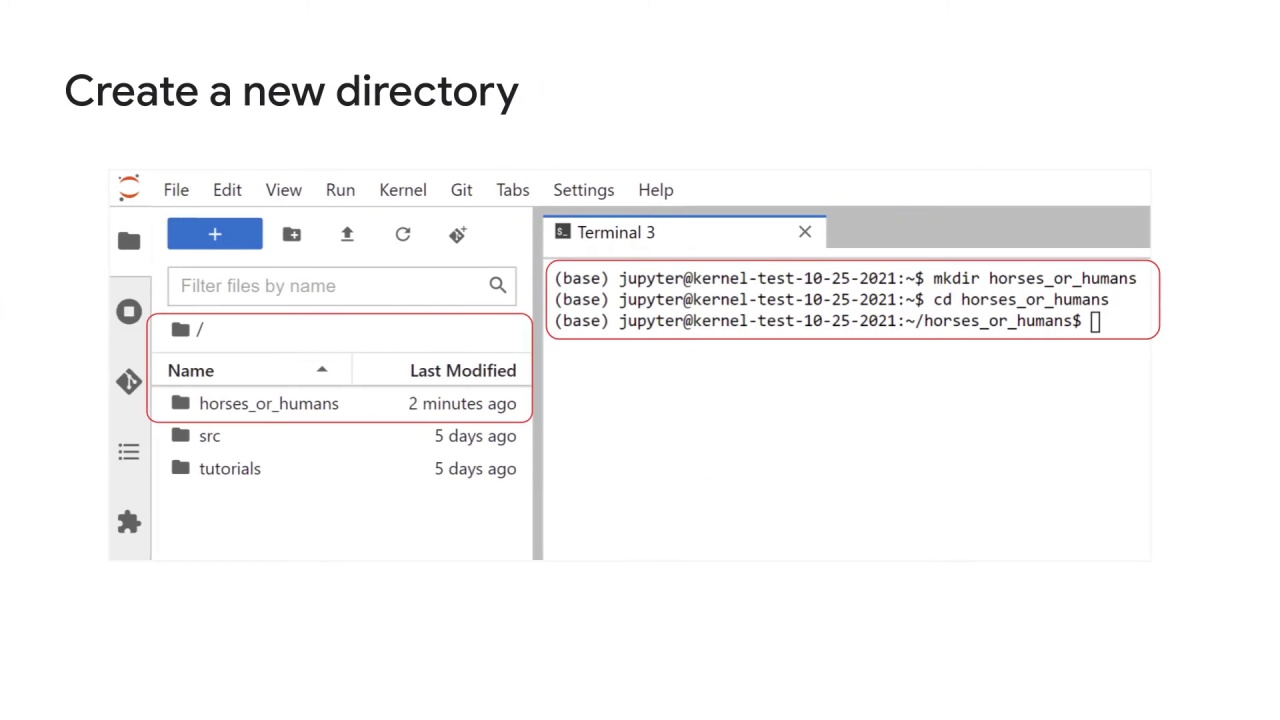 Create a new directory
File Edit View Run Kernel Git Tabs Settings Help
+
Terminal 3
Filter files by name
/
Name Last Modified
horses_or_humans 2 minutes ago
src 5 days ago
tutorials 5 days ago
(base) jupyter@kernel-test-10-25-2021:~$ mkdir horses_or_humans
(base) jupyter@kernel-test-10-25-2021:~$ cd horses_or_humans
(base) jupyter@kernel-test-10-25-2021:~/horses_or_humans$